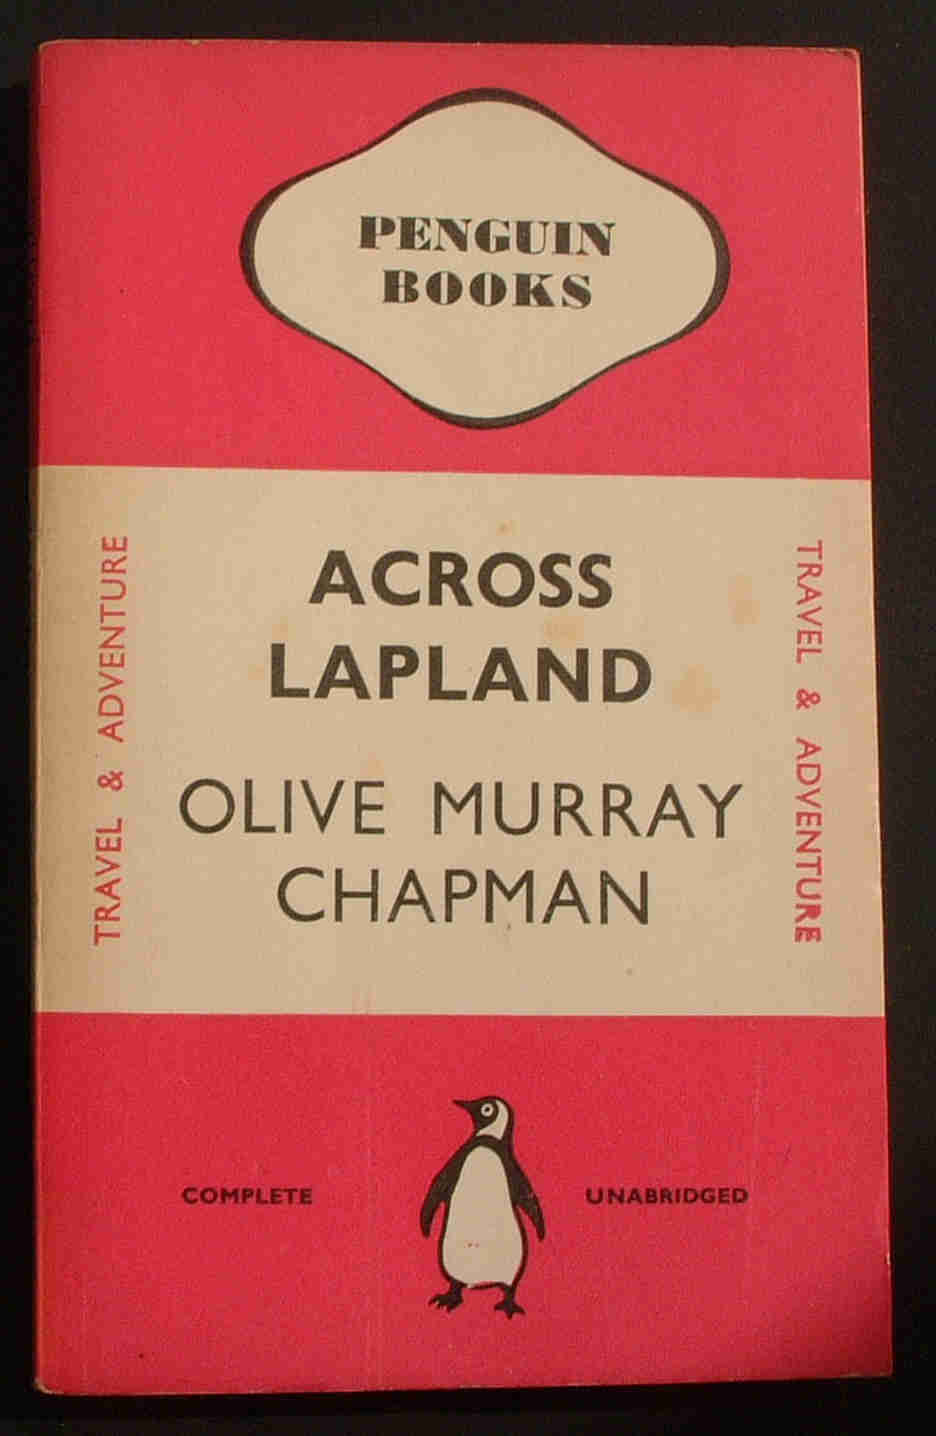 PENGUIN
BOOKS
ACROSS
LAPLAND
OLIVE MURRAY
CHAPMAN
TRAVEL & ADVENTURE
TRAVEL & ADVENTURE
COMPLETE
UNABRIDGED